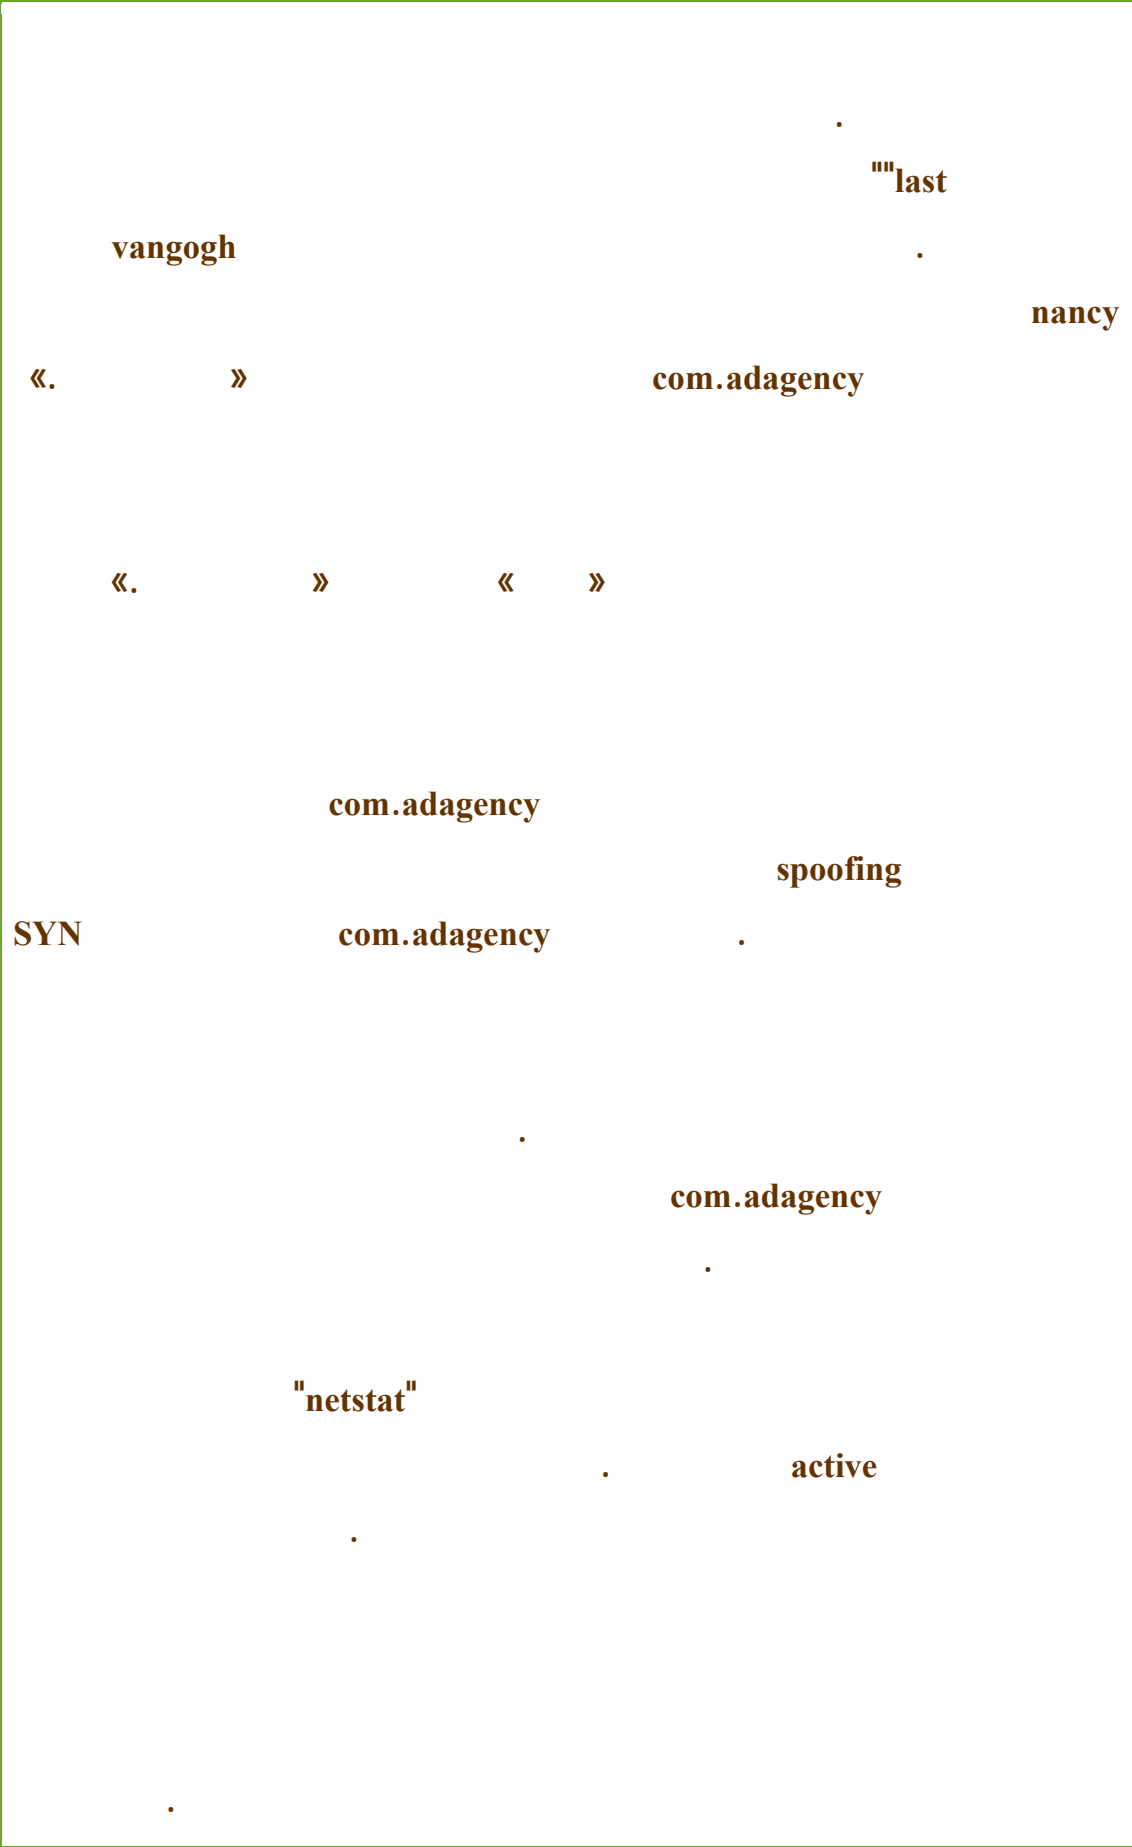 .
""last
vangogh .
nancy
«. » com.adagency
«. » « »
com.adagency
spoofing
SYN com.adagency .
.
com.adagency
.
"netstat"
. active
.
.